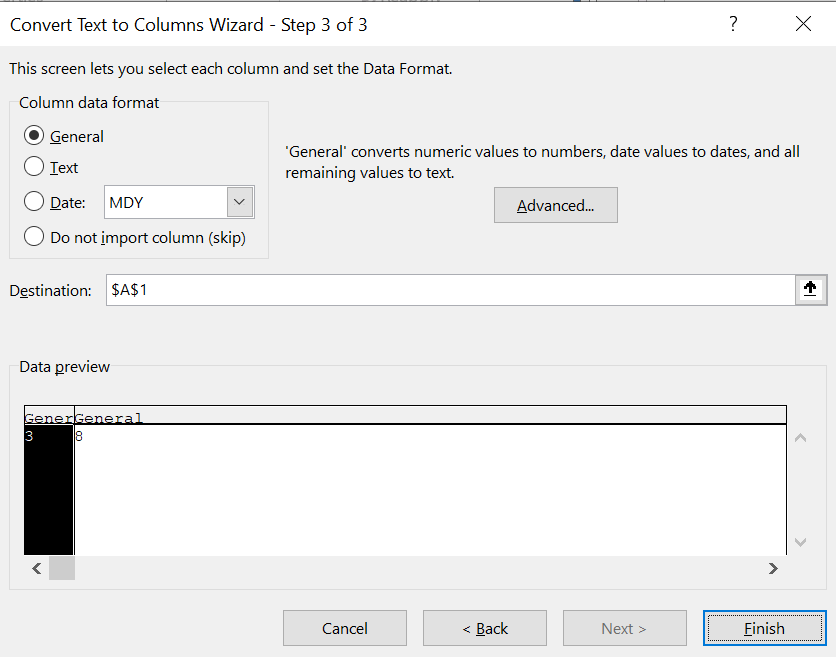 Convert Text to Columns Wizard - Step 3 of 3
?
This screen lets you select each column and set the Data Format.
Column data format
General
Text
Date: MDY
Do not import column (skip)
'General' converts numeric values to numbers, date values to dates, and all
remaining values to text.
Advanced...
Destination: $A$1
Data preview
GenerGeneral
3 8
Cancel < Back Next > Finish